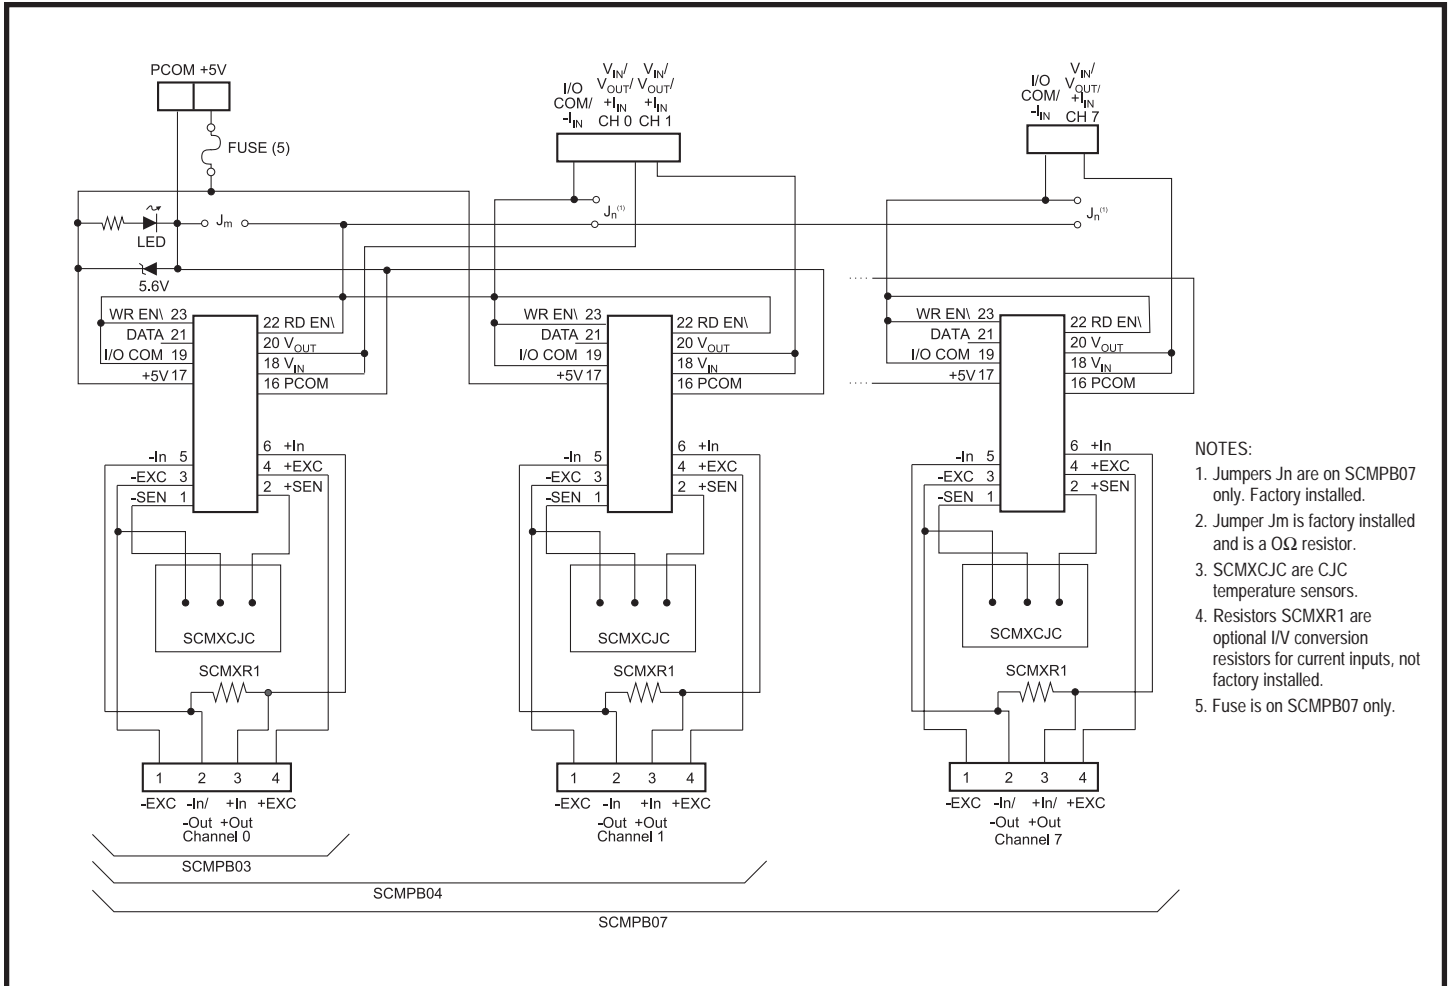 PCOM +5V
FUSE (5)
LED
Jm
5.6V
I/O
COM/
-IIN
VIN/
VOUT/
+IIN
CH 0
VIN/
VOUT/
+IIN
CH 1
Jn(1)
I/O
COM/
-IIN
VIN/
VOUT/
+IIN
CH 7
Jn(1)
WR EN\ 23
DATA 21
I/O COM 19
+5V 17
22 RD EN\
20 VOUT
18 VIN
16 PCOM
-In 5
-EXC 3
-SEN 1
6 +In
4 +EXC
2 +SEN
SCMXCJC
SCMXR1
1 2 3 4
-EXC -In/ +In +EXC
-Out +Out
Channel 0
WR EN\ 23
DATA 21
I/O COM 19
+5V 17
22 RD EN\
20 VOUT
18 VIN
16 PCOM
-In 5
-EXC 3
-SEN 1
6 +In
4 +EXC
2 +SEN
SCMXCJC
SCMXR1
1 2 3 4
-EXC -In +In +EXC
-Out +Out
Channel 1
....
WR EN\ 23
DATA 21
I/O COM 19
....
+5V 17
22 RD EN\
20 VOUT
18 VIN
16 PCOM
-In 5
-EXC 3
-SEN 1
6 +In
4 +EXC
2 +SEN
SCMXCJC
SCMXR1
1 2 3 4
-EXC -In/ +In/ +EXC
-Out +Out
Channel 7
SCMPB03
SCMPB04
SCMPB07
NOTES:
1. Jumpers Jn are on SCMPB07
only. Factory installed.
2. Jumper Jm is factory installed
and is a OΩ resistor.
3. SCMXCJC are CJC
temperature sensors.
4. Resistors SCMXR1 are
optional I/V conversion
resistors for current inputs, not
factory installed.
5. Fuse is on SCMPB07 only.